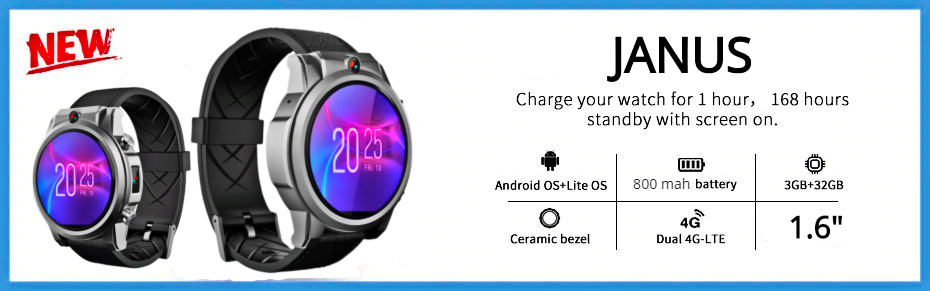 NEW
JANUS
Charge your watch for 1 hour， 168 hours
standby with screen on.
Android OS+Lite OS
800 mah battery
3GB+32GB
Ceramic bezel
4G
Dual 4G-LTE
1.6"
20 25
FRI 19
20 25
FRI 19